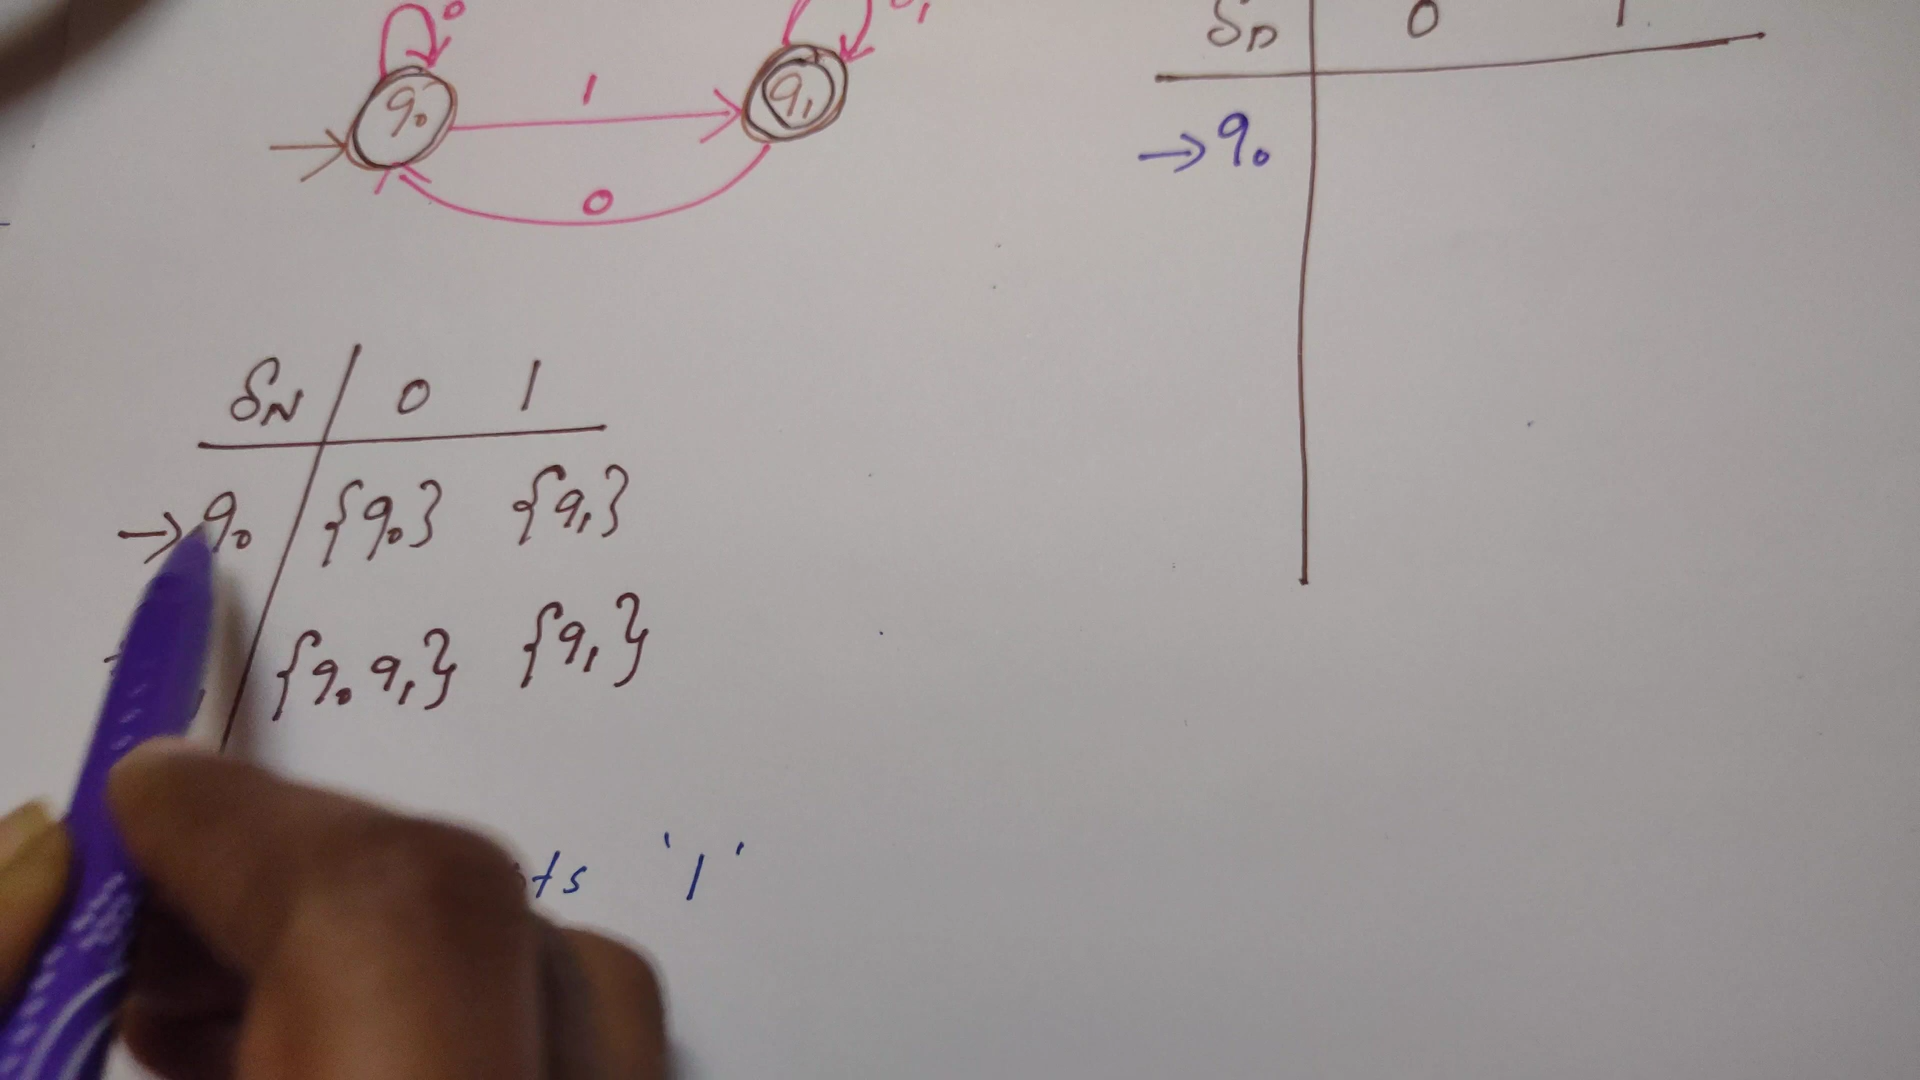 0
q₀ 1 q₁
0
δN 0 1
→q₀ {q₀} {q₁}
{q₀ q₁} {q₁}
'1'
δD 0 1
→q₀